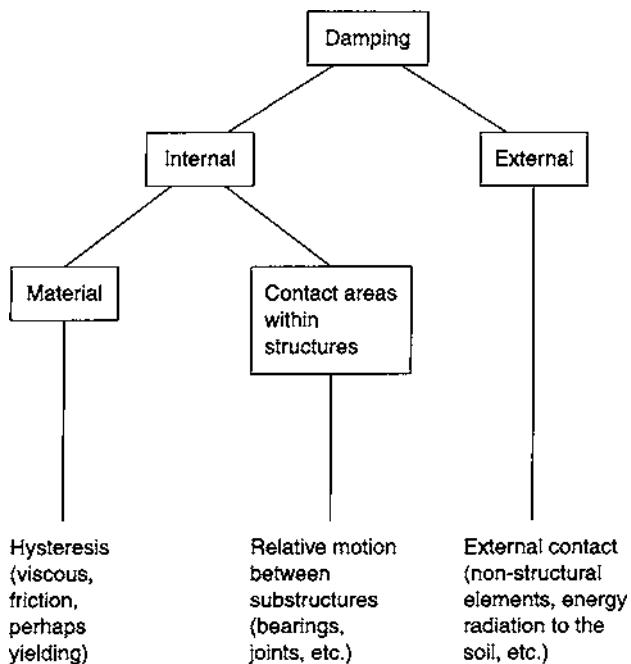 Damping
Internal
External
Material
Contact areas
within
structures
Hysteresis
(viscous,
friction,
perhaps
yielding)
Relative motion
between
substructures
(bearings,
joints, etc.)
External contact
(non-structural
elements, energy
radiation to the
soil, etc.)